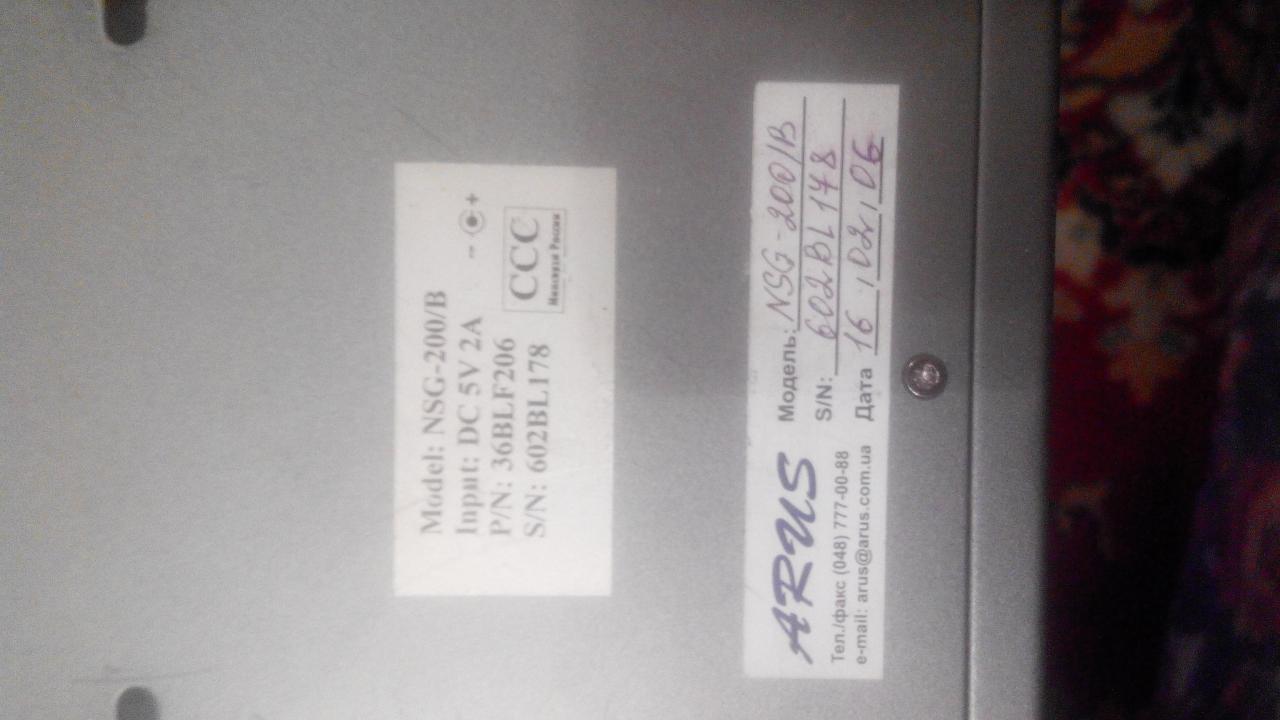 Model: NSG-200/B
Input: DC 5V 2A
- +
P/N: 36BLF206
S/N: 602BL178
CCC
России
ARUS
Тел./факс (048) 777-00-88
e-mail: arus@arus.com.ua
Модель: NSG-200/B
S/N: 602BL178
Дата 16,02,06